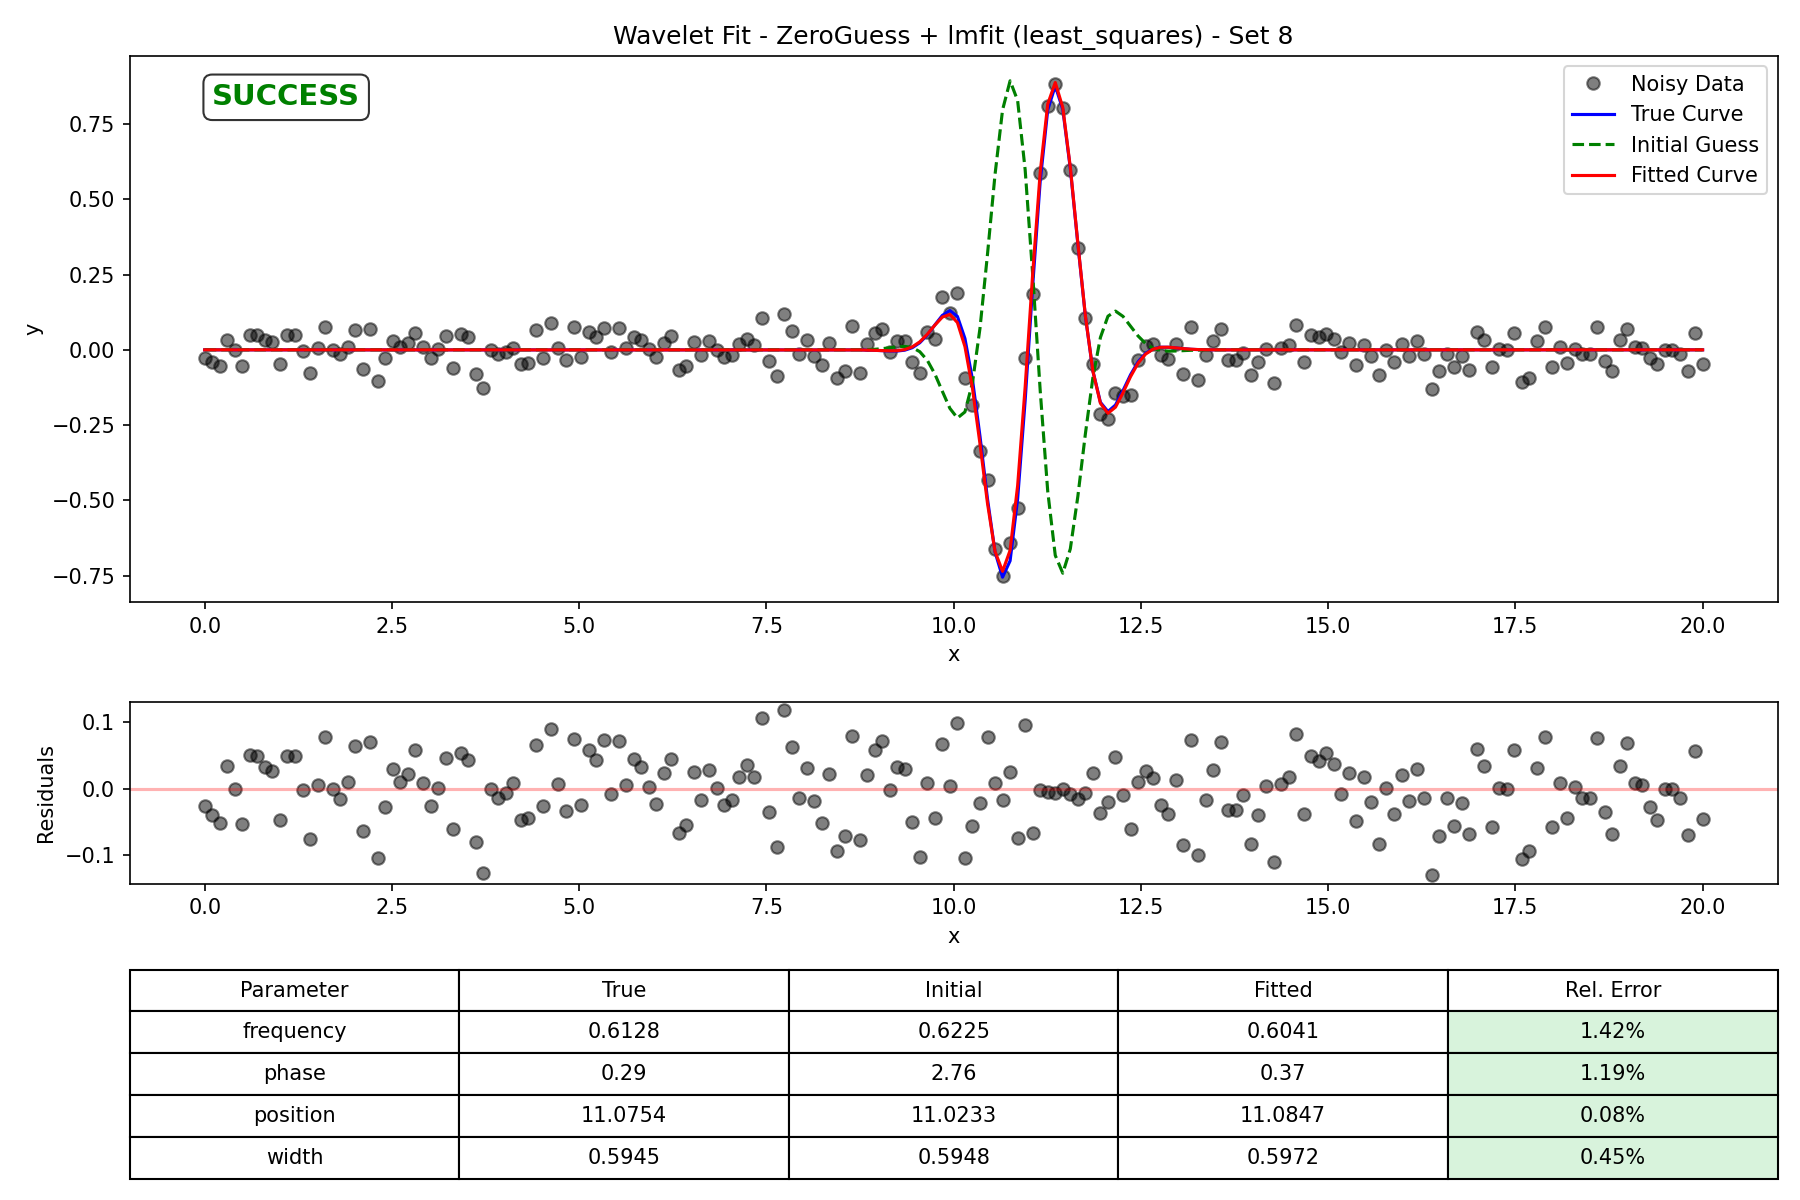 Wavelet Fit - ZeroGuess + lmfit (least_squares) - Set 8
SUCCESS
Noisy Data
True Curve
Initial Guess
Fitted Curve
y
0.75
0.50
0.25
0.00
−0.25
−0.50
−0.75
0.0 2.5 5.0 7.5 10.0 12.5 15.0 17.5 20.0
x
Residuals
0.1
0.0
−0.1
0.0 2.5 5.0 7.5 10.0 12.5 15.0 17.5 20.0
x
Parameter True Initial Fitted Rel. Error
frequency 0.6128 0.6225 0.6041 1.42%
phase 0.29 2.76 0.37 1.19%
position 11.0754 11.0233 11.0847 0.08%
width 0.5945 0.5948 0.5972 0.45%